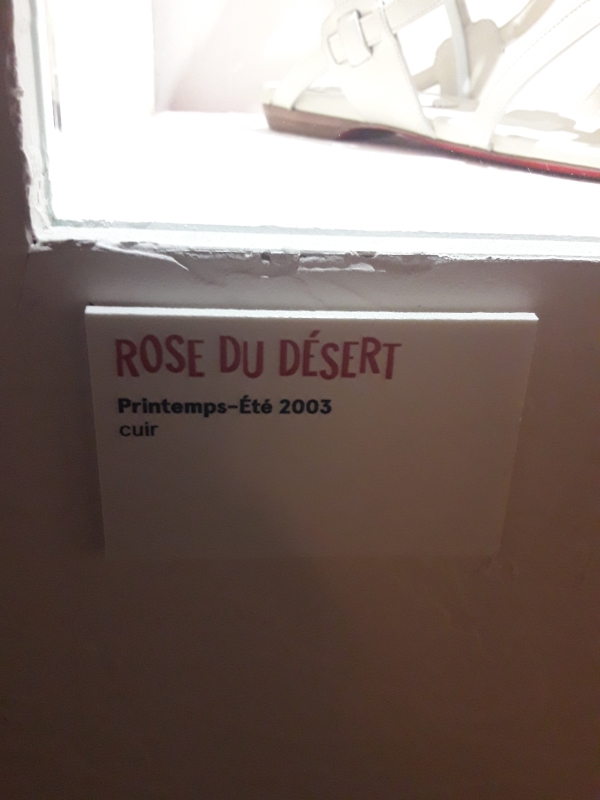 ROSE DU DÉSERT
Printemps-Été 2003
cuir